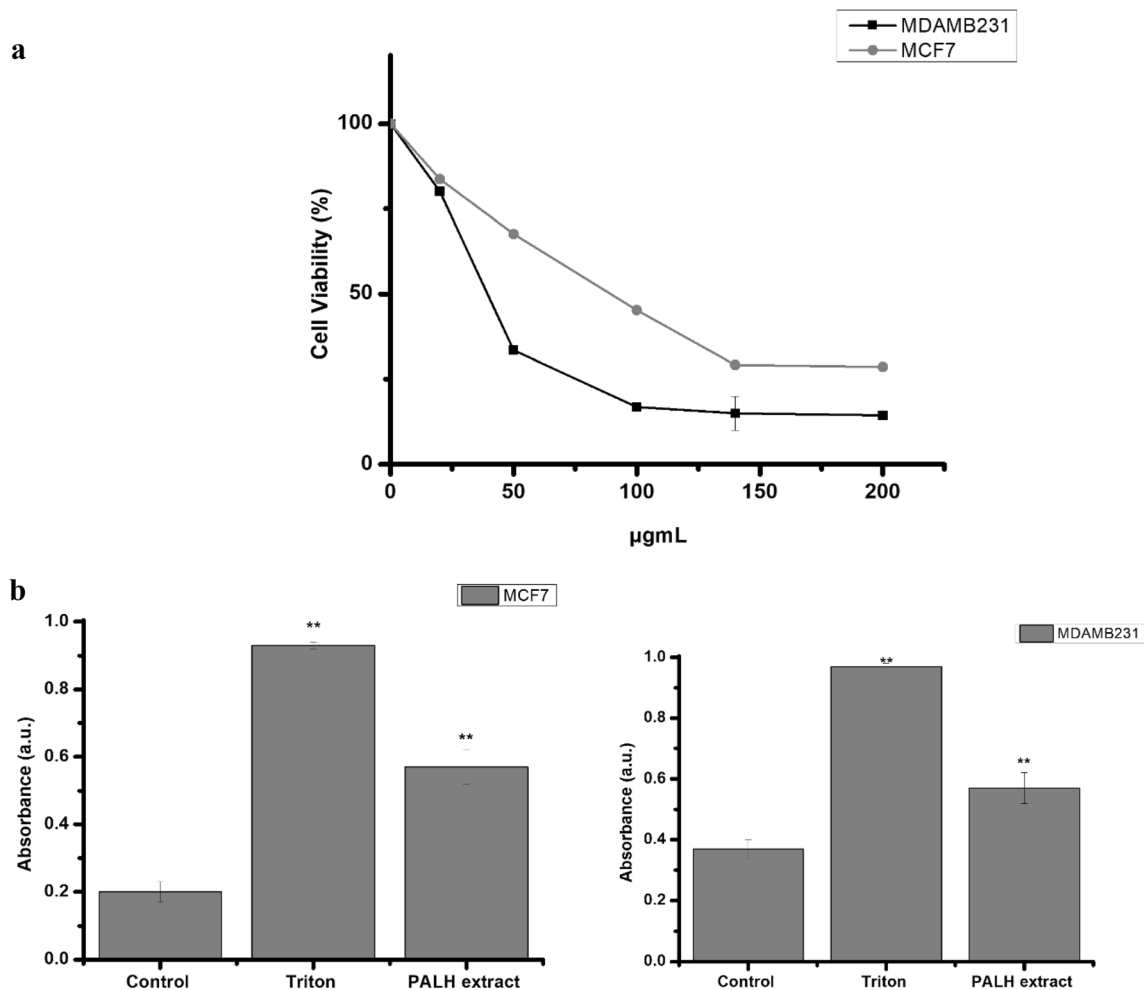 a
MDAMB231
MCF7
100
50
0
Cell Viability (%)
0 50 100 150 200
µgmL
b
MCF7
1.0
0.8
0.6
0.4
0.2
0.0
Absorbance (a.u.)
**
**
Control Triton PALH extract
MDAMB231
1.0
0.8
0.6
0.4
0.2
0.0
Absorbance (a.u.)
**
**
Control Triton PALH extract